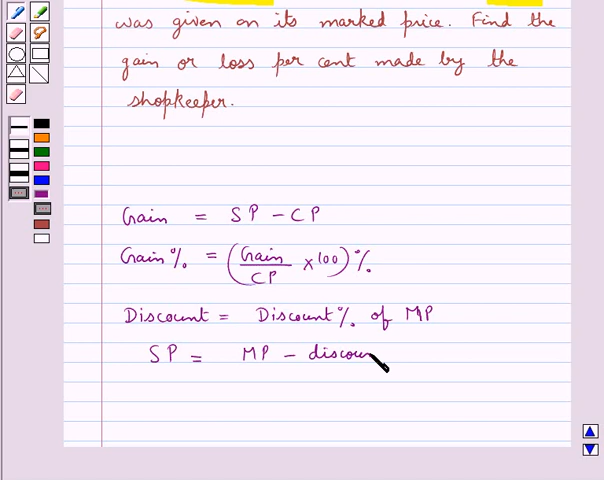 was given on its marked price. Find the
gain or loss per cent made by the
shopkeeper.
Gain = SP - CP
Gain % = (Gain/CP × 100) %
Discount = Discount % of MP
SP = MP - discou